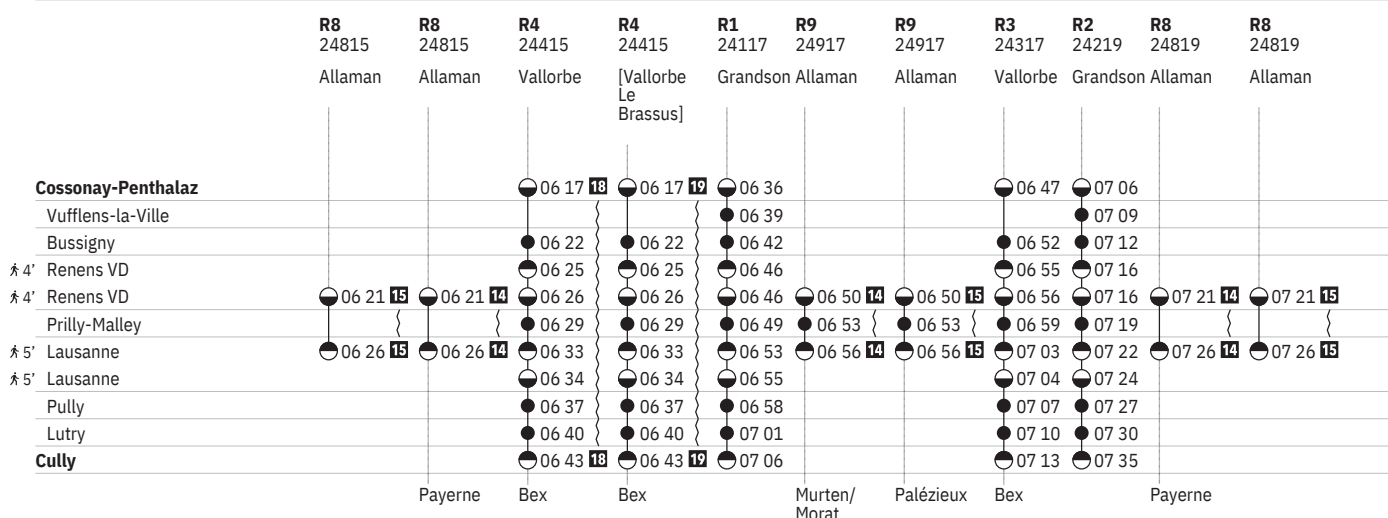 R8 R8 R4 R4 R1 R9 R9 R3 R2 R8 R8
24815 24815 24415 24415 24117 24917 24917 24317 24219 24819 24819
Allaman Allaman Vallorbe [Vallorbe Grandson Allaman Allaman Vallorbe Grandson Allaman Allaman
Le
Brassus]
Cossonay-Penthalaz 06 17 18 06 17 19 06 36 06 47 07 06
Vufflens-la-Ville 06 39 07 09
Bussigny 06 22 06 22 06 42 06 52 07 12
4' Renens VD 06 25 06 25 06 46 06 55 07 16
4' Renens VD 06 21 15 06 21 14 06 26 06 26 06 46 06 50 14 06 50 15 06 56 07 16 07 21 14 07 21 15
Prilly-Malley 06 29 06 29 06 49 06 53 06 53 06 59 07 19
5' Lausanne 06 26 15 06 26 14 06 33 06 33 06 53 06 56 14 06 56 15 07 03 07 22 07 26 14 07 26 15
5' Lausanne 06 34 06 34 06 55 07 04 07 24
Pully 06 37 06 37 06 58 07 07 07 27
Lutry 06 40 06 40 07 01 07 10 07 30
Cully 06 43 18 06 43 19 07 06 07 13 07 35
Payerne Bex Bex Murten/ Palézieux Bex Payerne
Morat